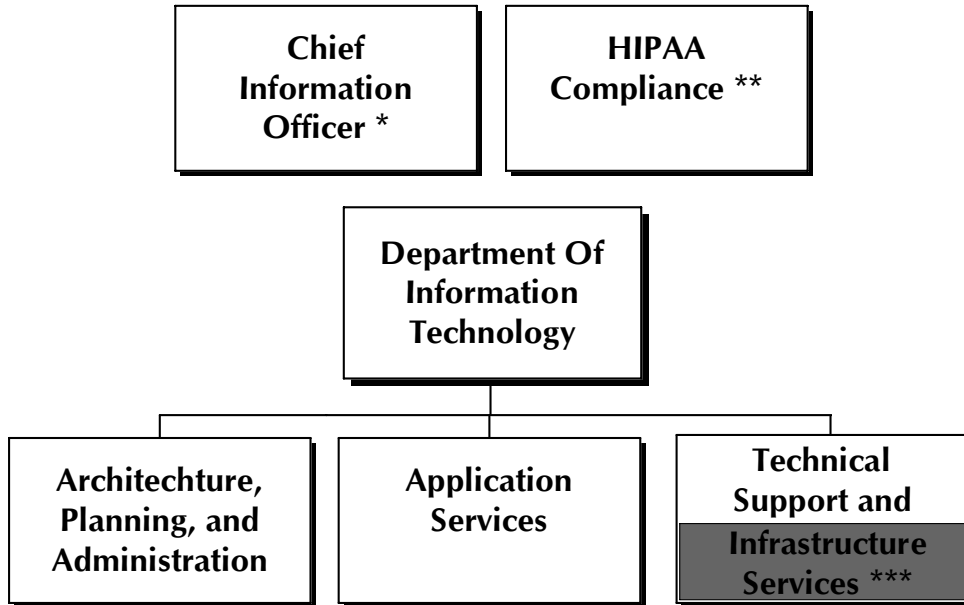 Chief
Information
Officer *
HIPAA
Compliance **
Department Of
Information
Technology
Architechture,
Planning, and
Administration
Application
Services
Technical
Support and
Infrastructure
Services ***